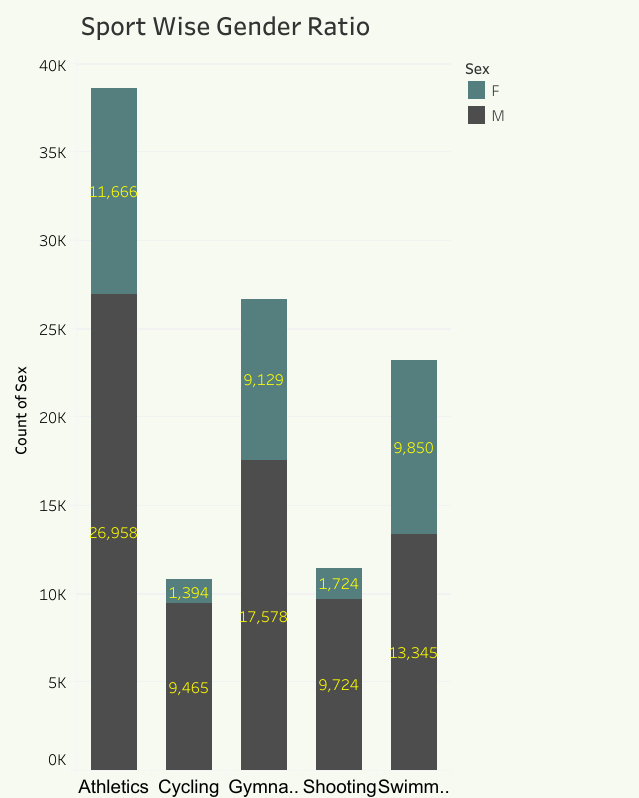 Sport Wise Gender Ratio
Sex
F
M
Count of Sex
40K
35K
30K
25K
20K
15K
10K
5K
0K
11,666
26,958
1,394
9,465
9,129
17,578
1,724
9,724
9,850
13,345
Athletics Cycling Gymna.. Shooting Swimm..